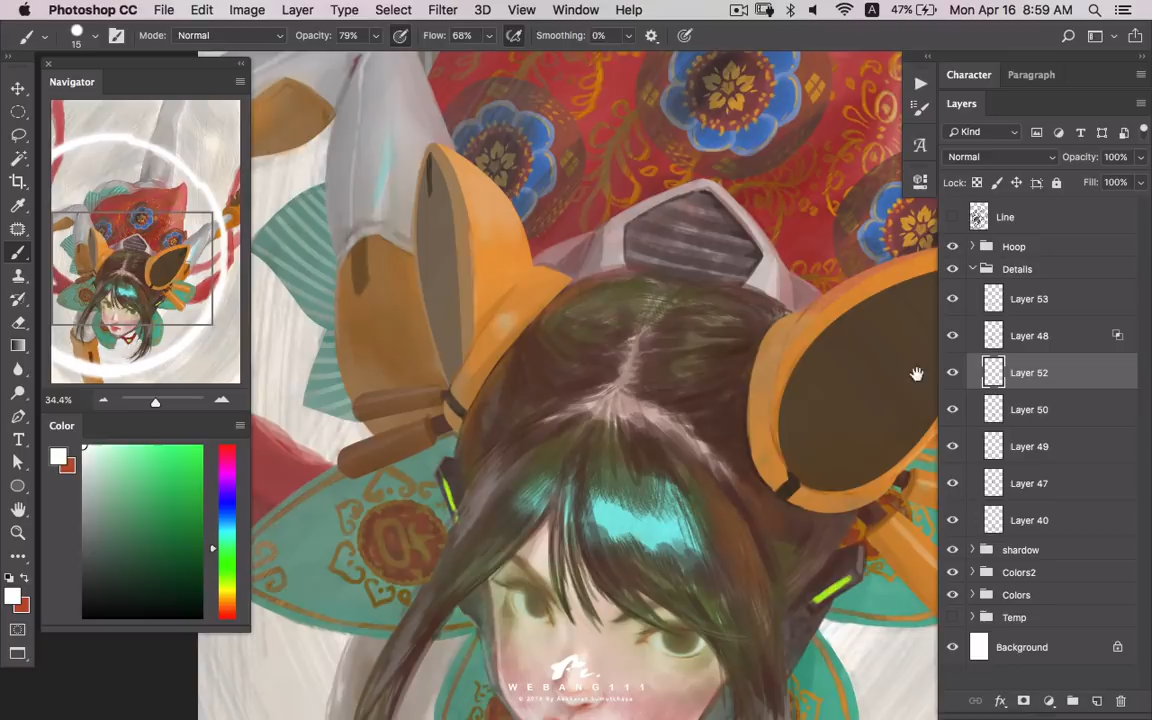 Photoshop CC File Edit Image Layer Type Select Filter 3D View Window Help A 47% Mon Apr 16 8:59 AM
15 Mode: Normal Opacity: 79% Flow: 68% Smoothing: 0%
Navigator
34.4%
Color
Character Paragraph
Layers
Kind
Normal Opacity: 100%
Lock: Fill: 100%
Line
Hoop
Details
Layer 53
Layer 48
Layer 52
Layer 50
Layer 49
Layer 47
Layer 40
shardow
Colors2
Colors
Temp
Background
WEBANG111